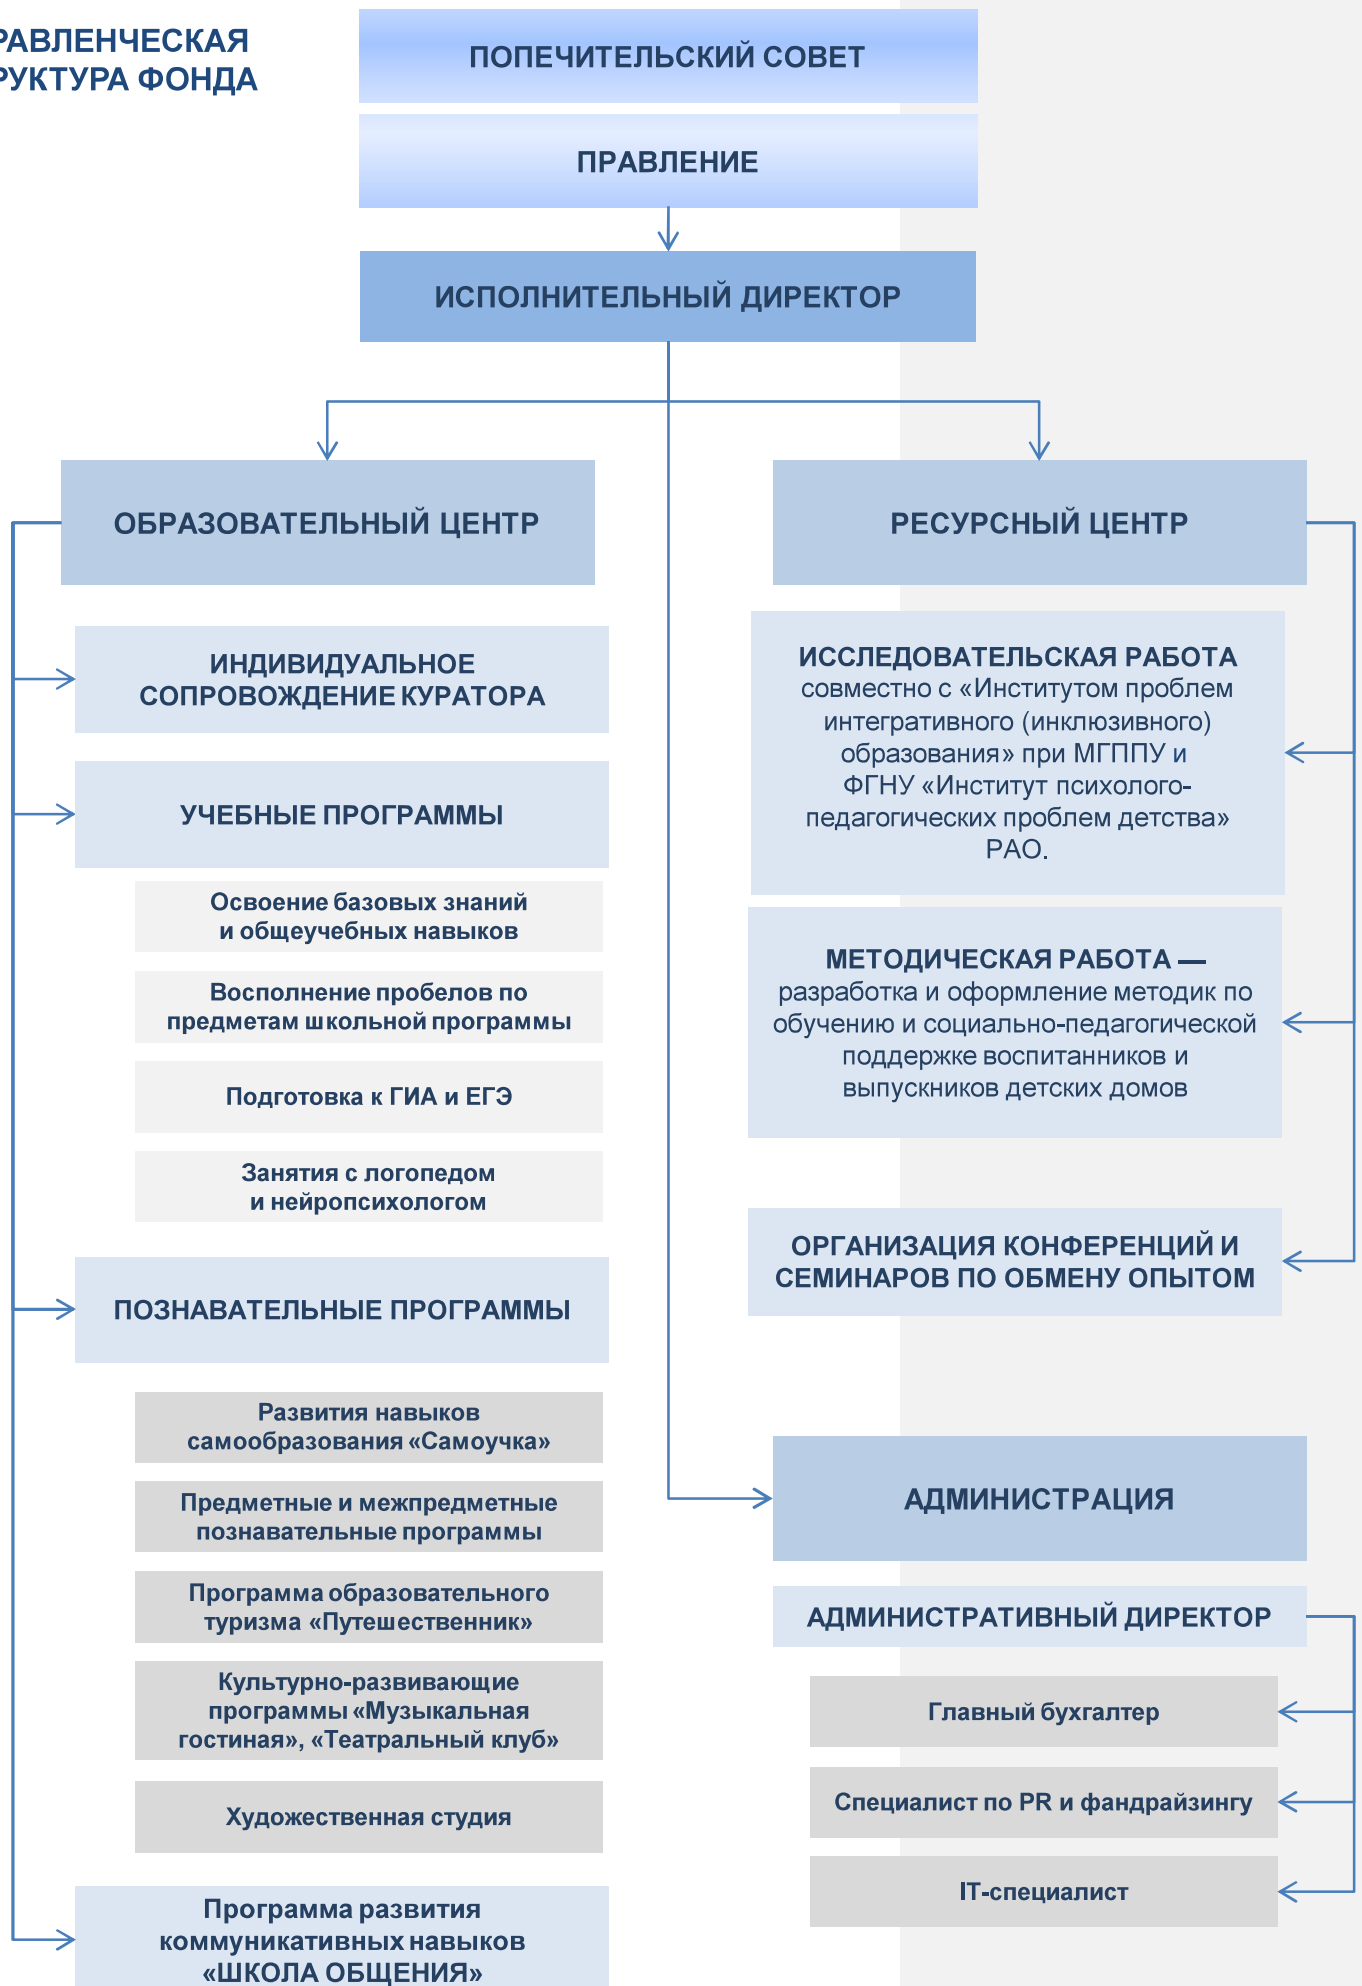 РАВЛЕНЧЕСКАЯ
РУКТУРА ФОНДА
ПОПЕЧИТЕЛЬСКИЙ СОВЕТ
ПРАВЛЕНИЕ
ИСПОЛНИТЕЛЬНЫЙ ДИРЕКТОР
ОБРАЗОВАТЕЛЬНЫЙ ЦЕНТР
ИНДИВИДУАЛЬНОЕ
СОПРОВОЖДЕНИЕ КУРАТОРА
УЧЕБНЫЕ ПРОГРАММЫ
Освоение базовых знаний
и общеучебных навыков
Восполнение пробелов по
предметам школьной программы
Подготовка к ГИА и ЕГЭ
Занятия с логопедом
и нейропсихологом
ПОЗНАВАТЕЛЬНЫЕ ПРОГРАММЫ
Развития навыков
самообразования «Самоучка»
Предметные и межпредметные
познавательные программы
Программа образовательного
туризма «Путешественник»
Культурно-развивающие
программы «Музыкальная
гостиная», «Театральный клуб»
Художественная студия
Программа развития
коммуникативных навыков
«ШКОЛА ОБЩЕНИЯ»
РЕСУРСНЫЙ ЦЕНТР
ИССЛЕДОВАТЕЛЬСКАЯ РАБОТА
совместно с «Институтом проблем
интегративного (инклюзивного)
образования» при МГППУ и
ФГНУ «Институт психолого-
педагогических проблем детства»
РАО.
МЕТОДИЧЕСКАЯ РАБОТА —
разработка и оформление методик по
обучению и социально-педагогической
поддержке воспитанников и
выпускников детских домов
ОРГАНИЗАЦИЯ КОНФЕРЕНЦИЙ И
СЕМИНАРОВ ПО ОБМЕНУ ОПЫТОМ
АДМИНИСТРАЦИЯ
АДМИНИСТРАТИВНЫЙ ДИРЕКТОР
Главный бухгалтер
Специалист по PR и фандрайзингу
IT-специалист